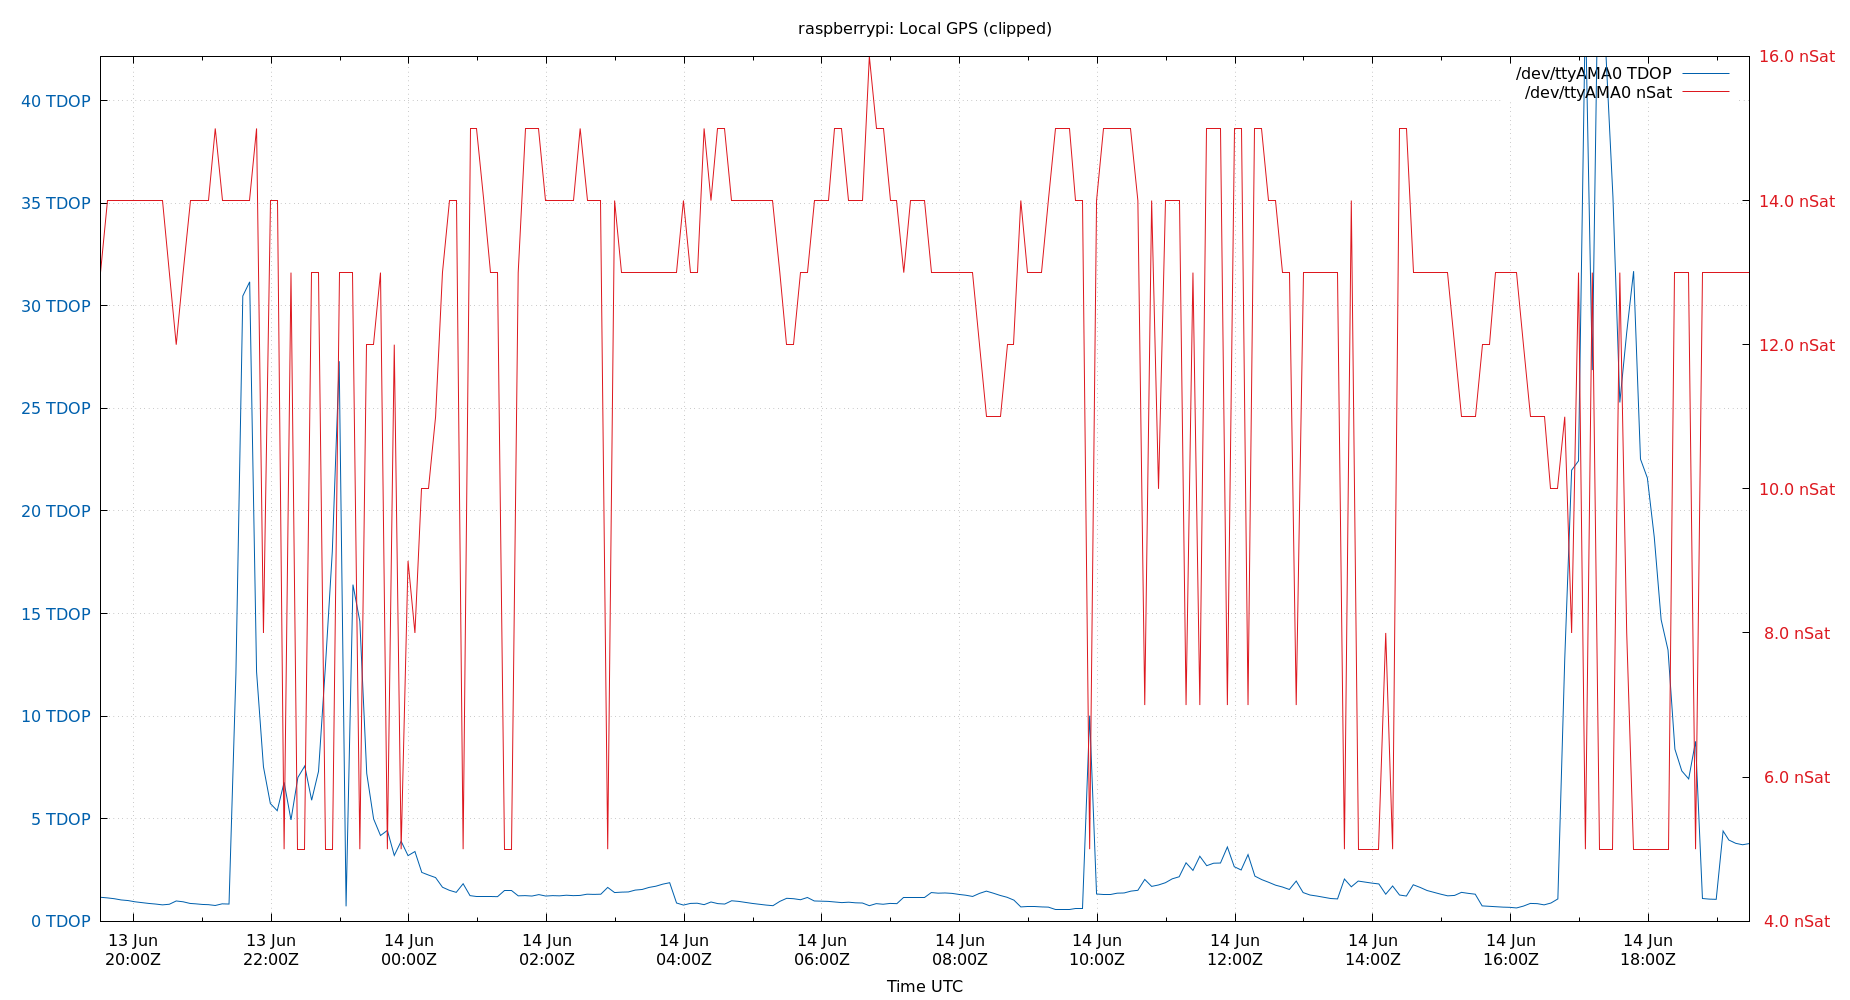 raspberrypi: Local GPS (clipped)
/dev/ttyAMA0 TDOP
/dev/ttyAMA0 nSat
40 TDOP
35 TDOP
30 TDOP
25 TDOP
20 TDOP
15 TDOP
10 TDOP
5 TDOP
0 TDOP
16.0 nSat
14.0 nSat
12.0 nSat
10.0 nSat
8.0 nSat
6.0 nSat
4.0 nSat
13 Jun 13 Jun 14 Jun 14 Jun 14 Jun 14 Jun 14 Jun 14 Jun 14 Jun 14 Jun 14 Jun 14 Jun
20:00Z 22:00Z 00:00Z 02:00Z 04:00Z 06:00Z 08:00Z 10:00Z 12:00Z 14:00Z 16:00Z 18:00Z
Time UTC